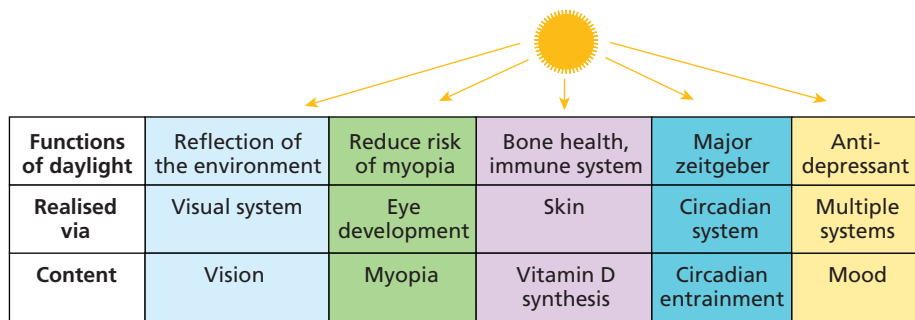 Functions of daylight
Reflection of the environment
Reduce risk of myopia
Bone health, immune system
Major zeitgeber
Anti-depressant
Realised via
Visual system
Eye development
Skin
Circadian system
Multiple systems
Content
Vision
Myopia
Vitamin D synthesis
Circadian entrainment
Mood